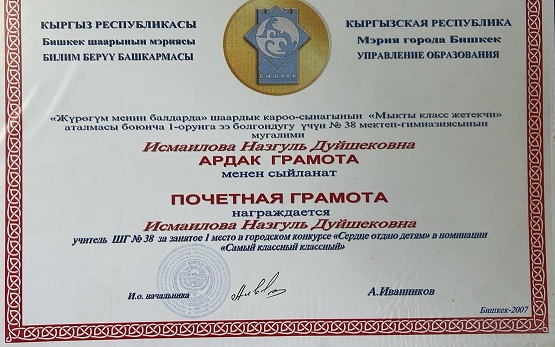 КЫРГЫЗ РЕСПУБЛИКАСЫ
Бишкек шаарынын мэриясы
БИЛИМ БЕРҮҮ БАШКАРМАСЫ
БИШКЕК
КЫРГЫЗСКАЯ РЕСПУБЛИКА
Мэрия города Бишкек
УПРАВЛЕНИЕ ОБРАЗОВАНИЯ
«Жүрөгүм менин балдарда» шаардык кароо-сынагынын «Мыкты класс жетекчи»
аталмасы боюнча 1-орунга ээ болгондугу үчүн № 38 мектеп-гимназиясынын
мугалими
Исмаилова Назгуль Дуйшековна
АРДАК ГРАМОТА
менен сыйланат
ПОЧЕТНАЯ ГРАМОТА
награждается
Исмаилова Назгуль Дуйшековна
учитель ШГ № 38 за занятое 1 место в городском конкурсе «Сердце отдаю детям» в номинации
«Самый классный классный»
И.о. начальника
А.Иванников
Бишкек-2007